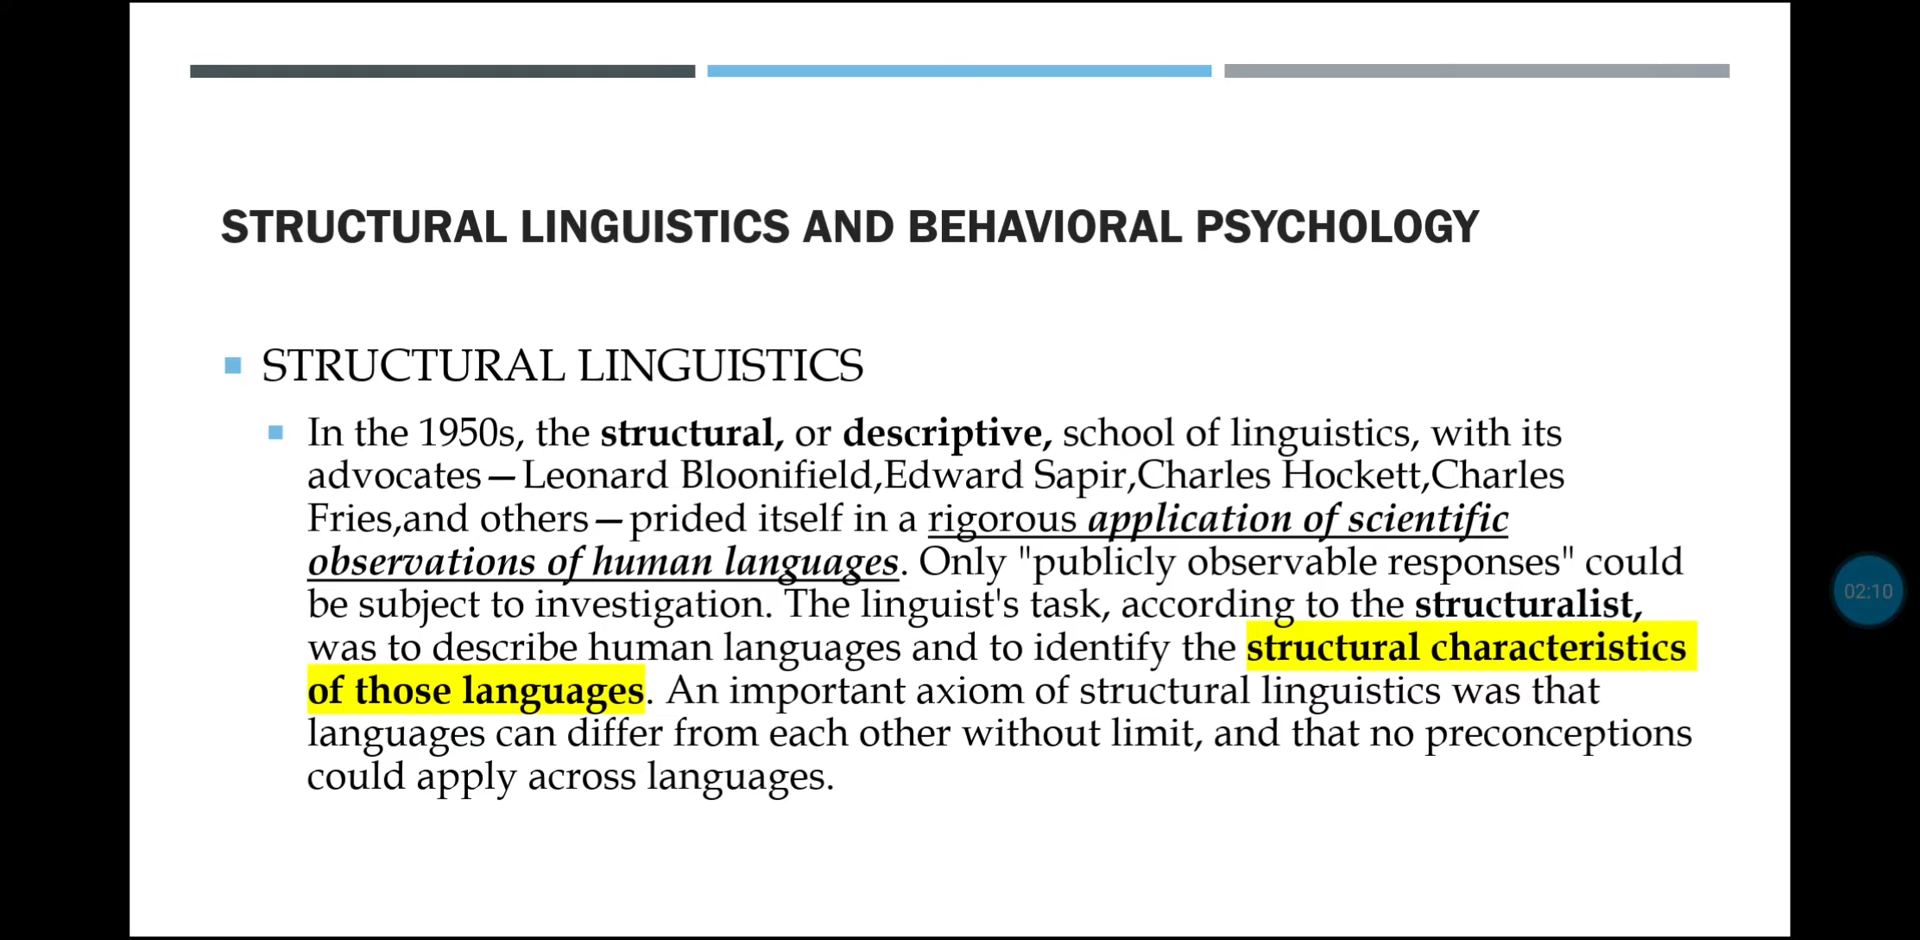 STRUCTURAL LINGUISTICS AND BEHAVIORAL PSYCHOLOGY
STRUCTURAL LINGUISTICS
In the 1950s, the structural, or descriptive, school of linguistics, with its
advocates—Leonard Bloonifield,Edward Sapir,Charles Hockett,Charles
Fries,and others—prided itself in a rigorous application of scientific
observations of human languages. Only "publicly observable responses" could
be subject to investigation. The linguist's task, according to the structuralist,
was to describe human languages and to identify the structural characteristics
of those languages. An important axiom of structural linguistics was that
languages can differ from each other without limit, and that no preconceptions
could apply across languages.
02:10